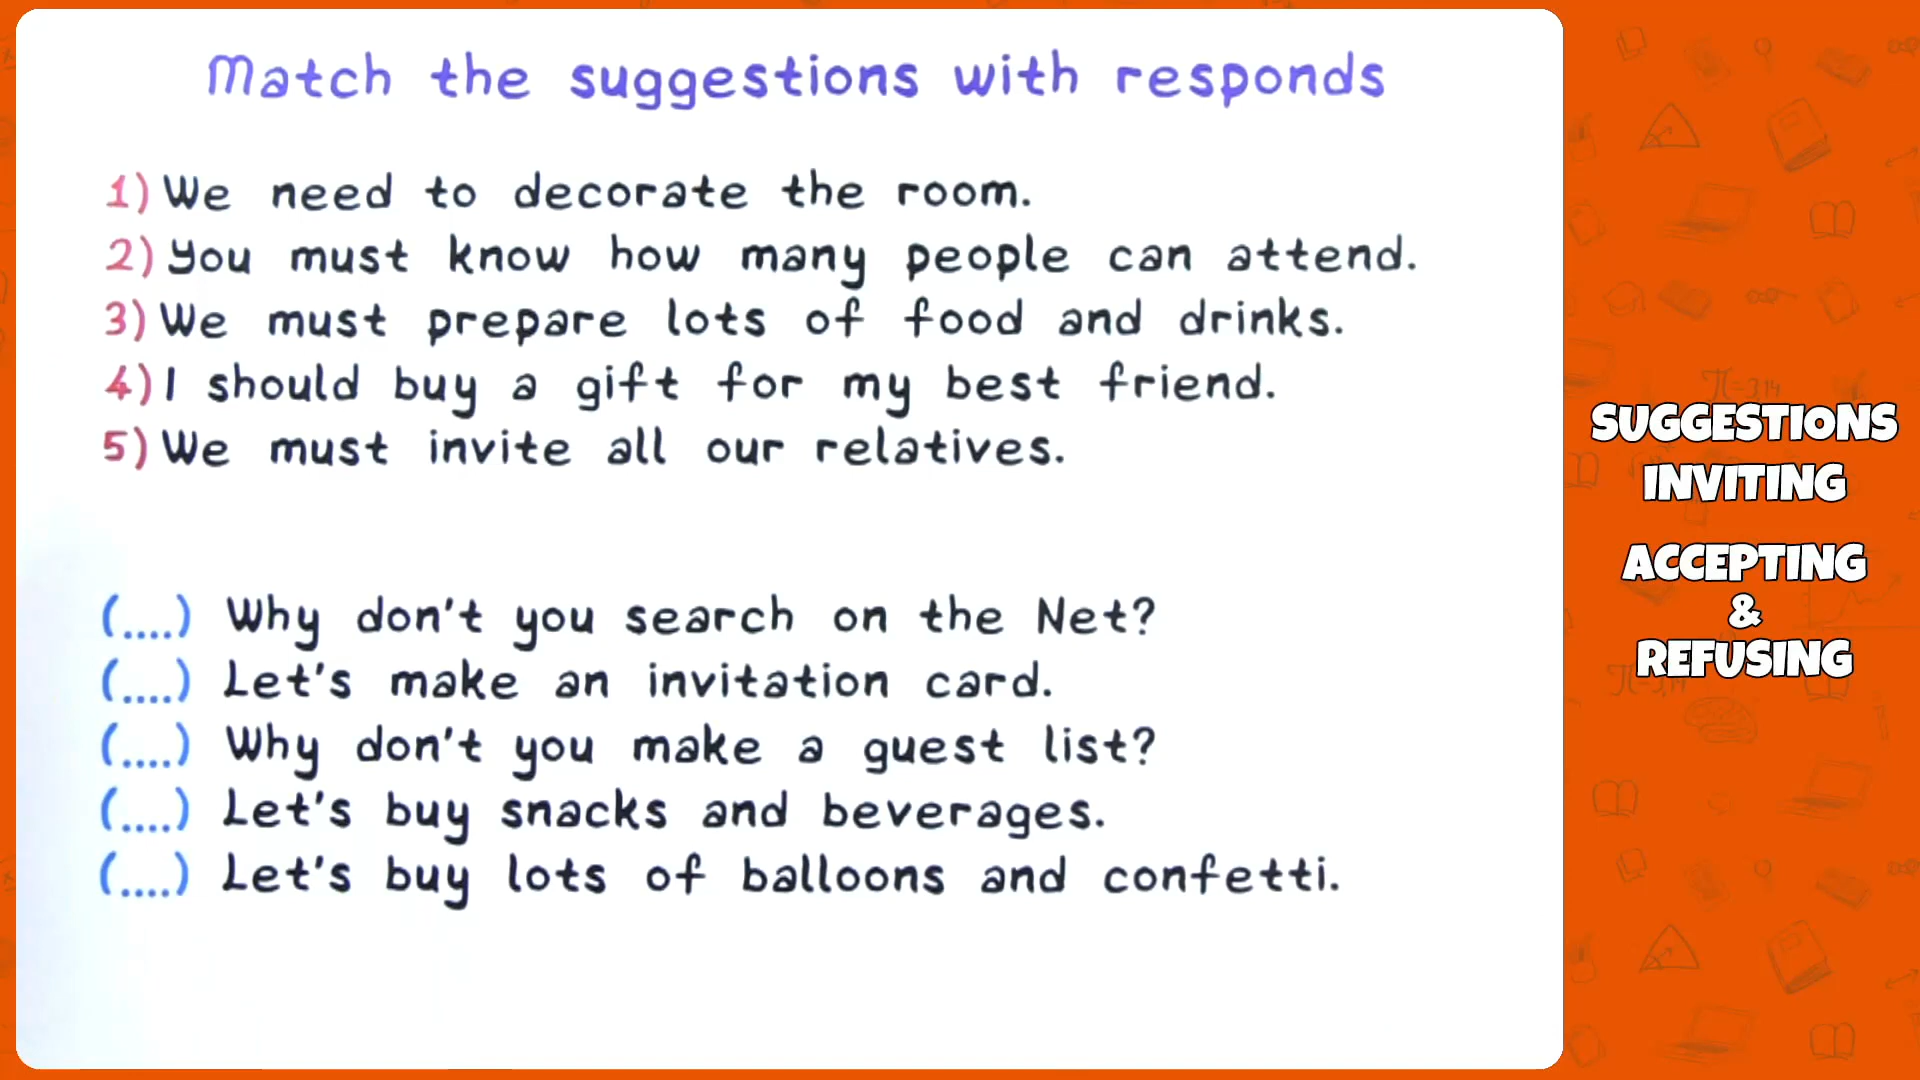 Match the suggestions with responds
1) We need to decorate the room.
2) You must know how many people can attend.
3) We must prepare lots of food and drinks.
4) I should buy a gift for my best friend.
5) We must invite all our relatives.
(....) Why don't you search on the Net?
(....) Let's make an invitation card.
(....) Why don't you make a guest list?
(....) Let's buy snacks and beverages.
(....) Let's buy lots of balloons and confetti.
SUGGESTIONS
INVITING
ACCEPTING
&
REFUSING
π=3,14